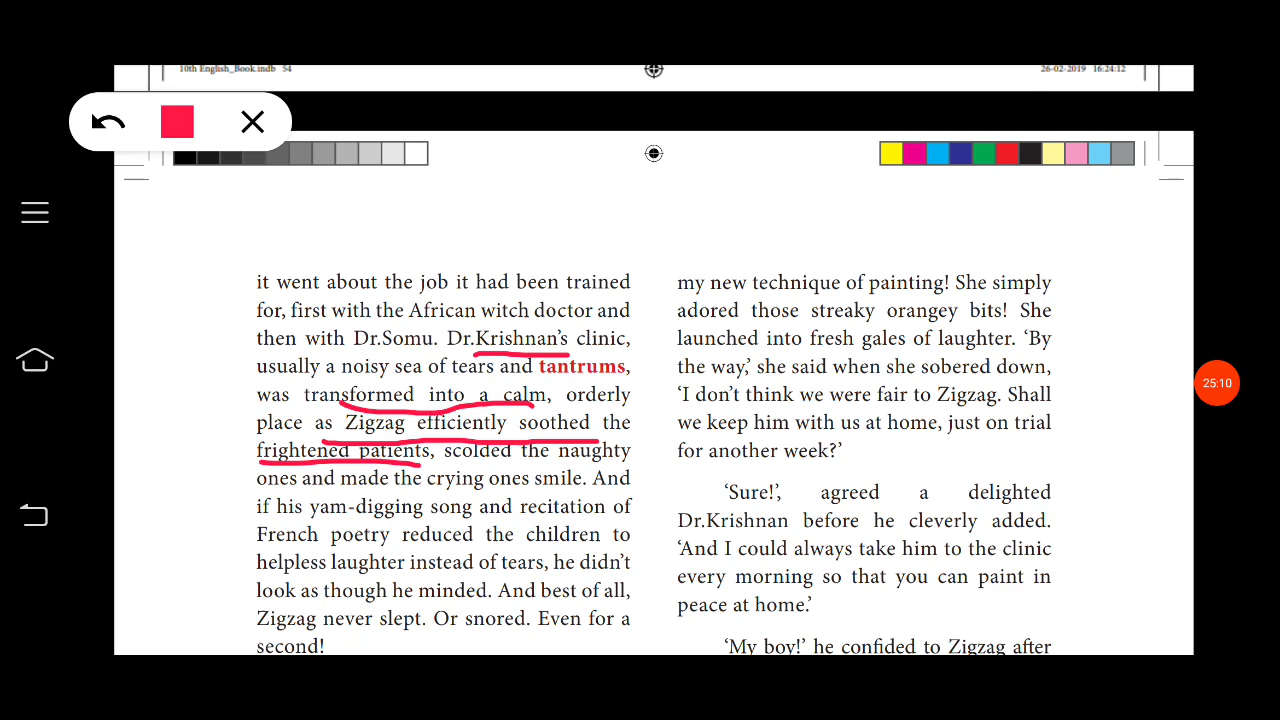 10th English_Book.indb 54
26-02-2019 16:24:12
it went about the job it had been trained
for, first with the African witch doctor and
then with Dr.Somu. Dr.Krishnan’s clinic,
usually a noisy sea of tears and tantrums,
was transformed into a calm, orderly
place as Zigzag efficiently soothed the
frightened patients, scolded the naughty
ones and made the crying ones smile. And
if his yam-digging song and recitation of
French poetry reduced the children to
helpless laughter instead of tears, he didn’t
look as though he minded. And best of all,
Zigzag never slept. Or snored. Even for a
second!
my new technique of painting! She simply
adored those streaky orangey bits! She
launched into fresh gales of laughter. ‘By
the way,’ she said when she sobered down,
‘I don’t think we were fair to Zigzag. Shall
we keep him with us at home, just on trial
for another week?’
‘Sure!’, agreed a delighted
Dr.Krishnan before he cleverly added.
‘And I could always take him to the clinic
every morning so that you can paint in
peace at home.’
‘My boy!’ he confided to Zigzag after
25:10